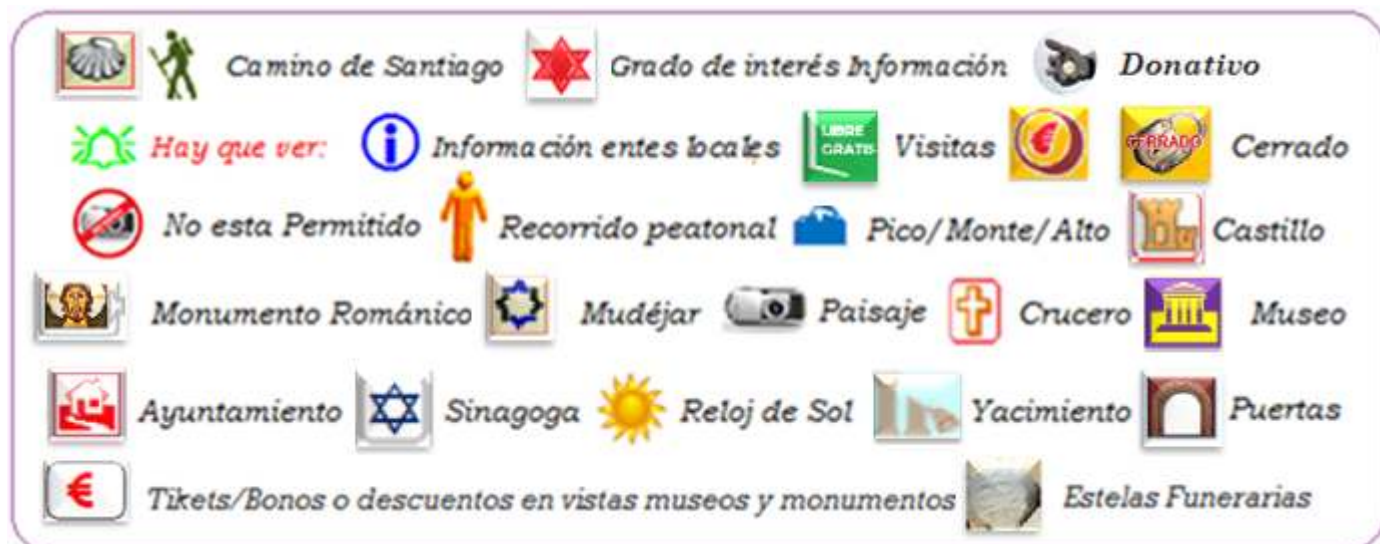 Camino de Santiago Grado de interés Información Donativo
Hay que ver: Información entes locales LIBRE GRATIS Visitas € CERRADO Cerrado
No esta Permitido Recorrido peatonal Pico/Monte/Alto Castillo
Monumento Románico Mudéjar Paisaje Crucero Museo
Ayuntamiento Sinagoga Reloj de Sol Yacimiento Puertas
€ Tikets/Bonos o descuentos en vistas museos y monumentos Estelas Funerarias